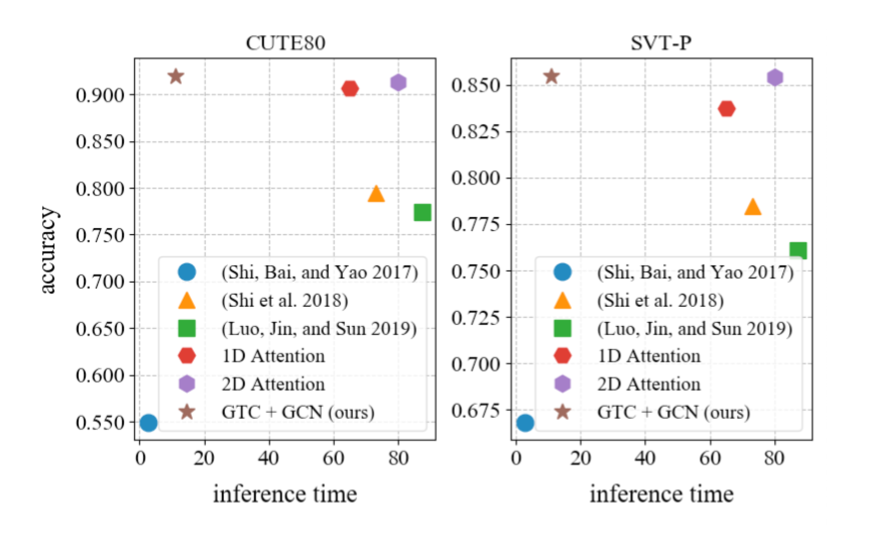 CUTE80
accuracy
0.900
0.850
0.800
0.750
0.700
0.650
0.600
0.550
(Shi, Bai, and Yao 2017)
(Shi et al. 2018)
(Luo, Jin, and Sun 2019)
1D Attention
2D Attention
GTC + GCN (ours)
0 20 40 60 80
inference time
SVT-P
0.850
0.825
0.800
0.775
0.750
0.725
0.700
0.675
(Shi, Bai, and Yao 2017)
(Shi et al. 2018)
(Luo, Jin, and Sun 2019)
1D Attention
2D Attention
GTC + GCN (ours)
0 20 40 60 80
inference time